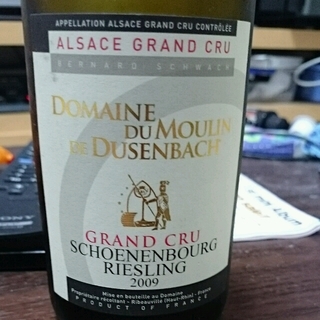 APPELLATION ALSACE GRAND CRU CONTRÔLÉE
ALSACE GRAND CRU
BERNARD SCHWACH
DOMAINE
DU MOULIN
DE DUSENBACH
GRAND CRU
SCHOENENBOURG
RIESLING
2009
Mise en bouteille au Domaine
Propriétaire récoltant - Ribeauvillé (Haut-Rhin) - France
PRODUCT OF FRANCE